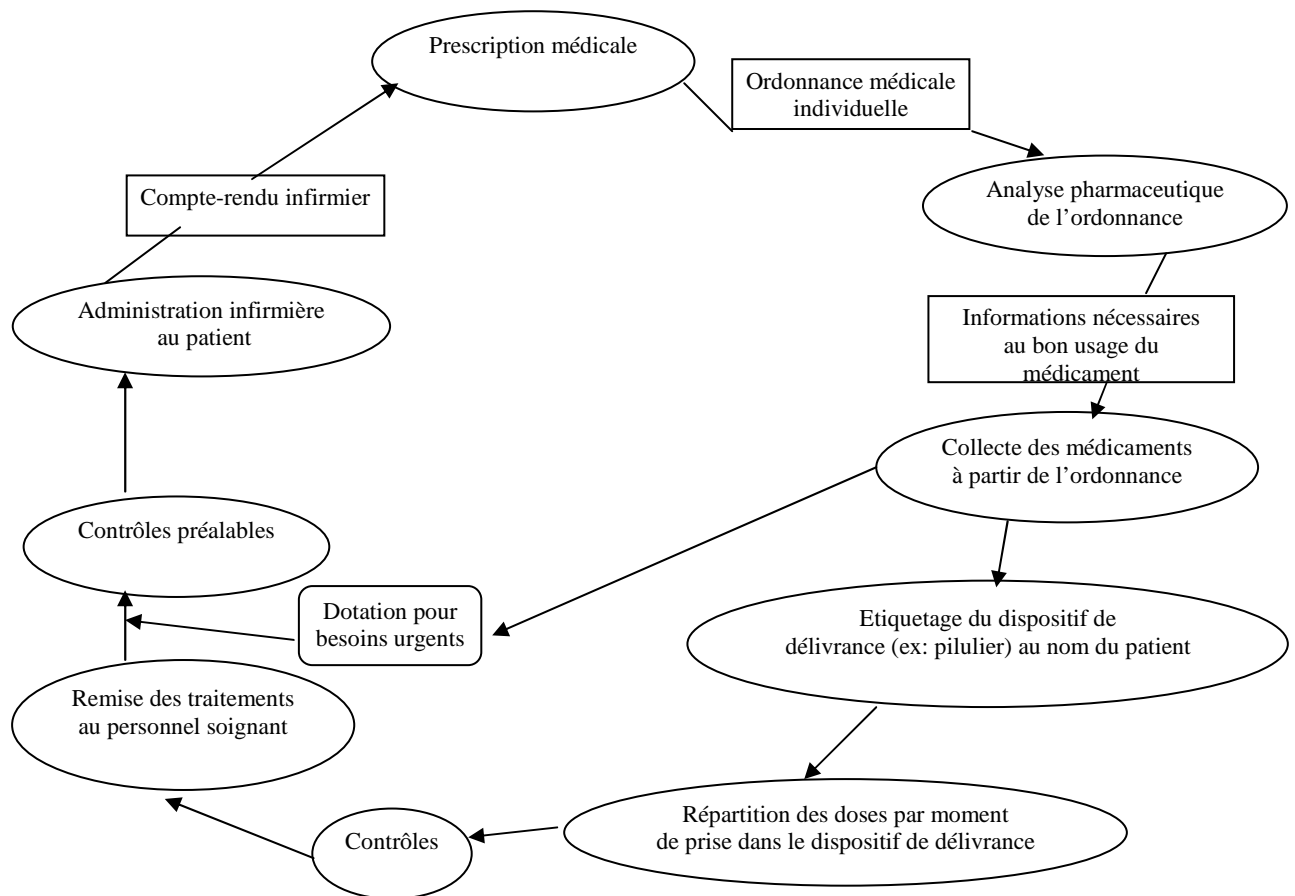 Prescription médicale
Ordonnance médicale
individuelle
Analyse pharmaceutique
de l’ordonnance
Informations nécessaires
au bon usage du
médicament
Collecte des médicaments
à partir de l’ordonnance
Etiquetage du dispositif de
délivrance (ex: pilulier) au nom du patient
Répartition des doses par moment
de prise dans le dispositif de délivrance
Contrôles
Remise des traitements
au personnel soignant
Dotation pour
besoins urgents
Contrôles préalables
Administration infirmière
au patient
Compte-rendu infirmier